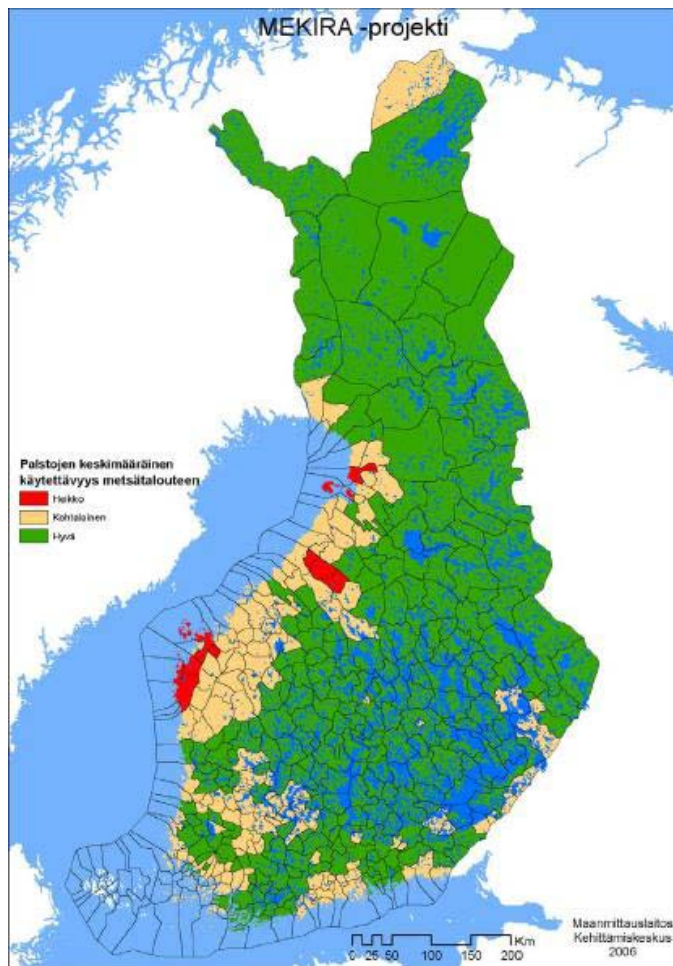 MEKIRA -projekti
Palstojen keskimääräinen
käytettävyys metsätalouteen
Heikko
Kohtalainen
Hyvä
Km
0 25 50 100 150 200
Maanmittauslaitos
Kehittämiskeskus
2006